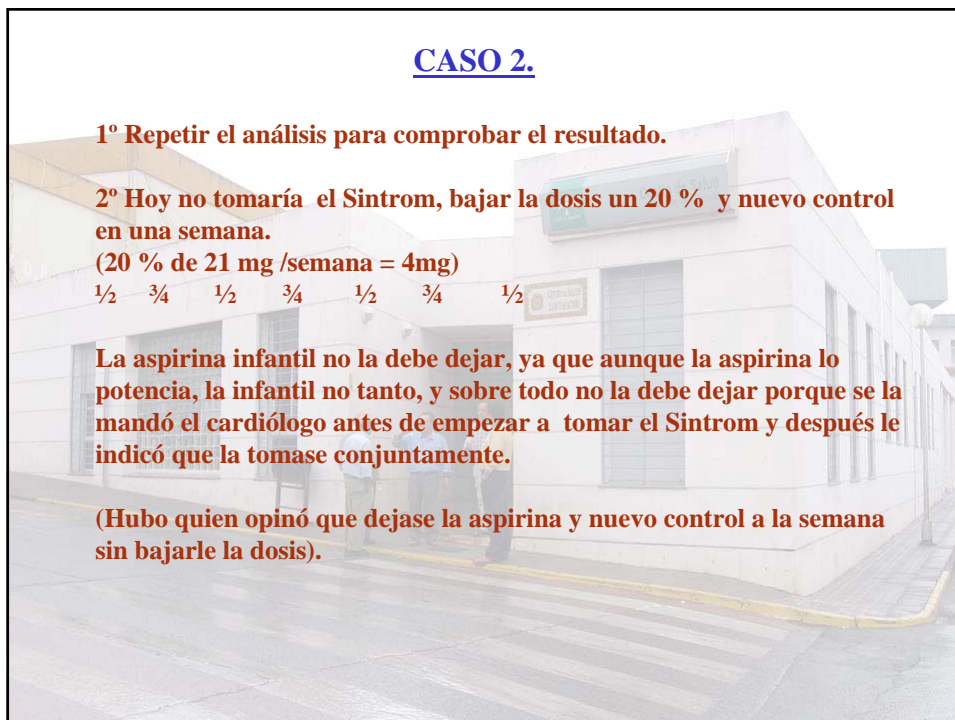 CASO 2.
1º Repetir el análisis para comprobar el resultado.
2º Hoy no tomaría el Sintrom, bajar la dosis un 20 % y nuevo control
en una semana.
(20 % de 21 mg /semana = 4mg)
½ ¾ ½ ¾ ½ ¾ ½
La aspirina infantil no la debe dejar, ya que aunque la aspirina lo
potencia, la infantil no tanto, y sobre todo no la debe dejar porque se la
mandó el cardiólogo antes de empezar a tomar el Sintrom y después le
indicó que la tomase conjuntamente.
(Hubo quien opinó que dejase la aspirina y nuevo control a la semana
sin bajarle la dosis).